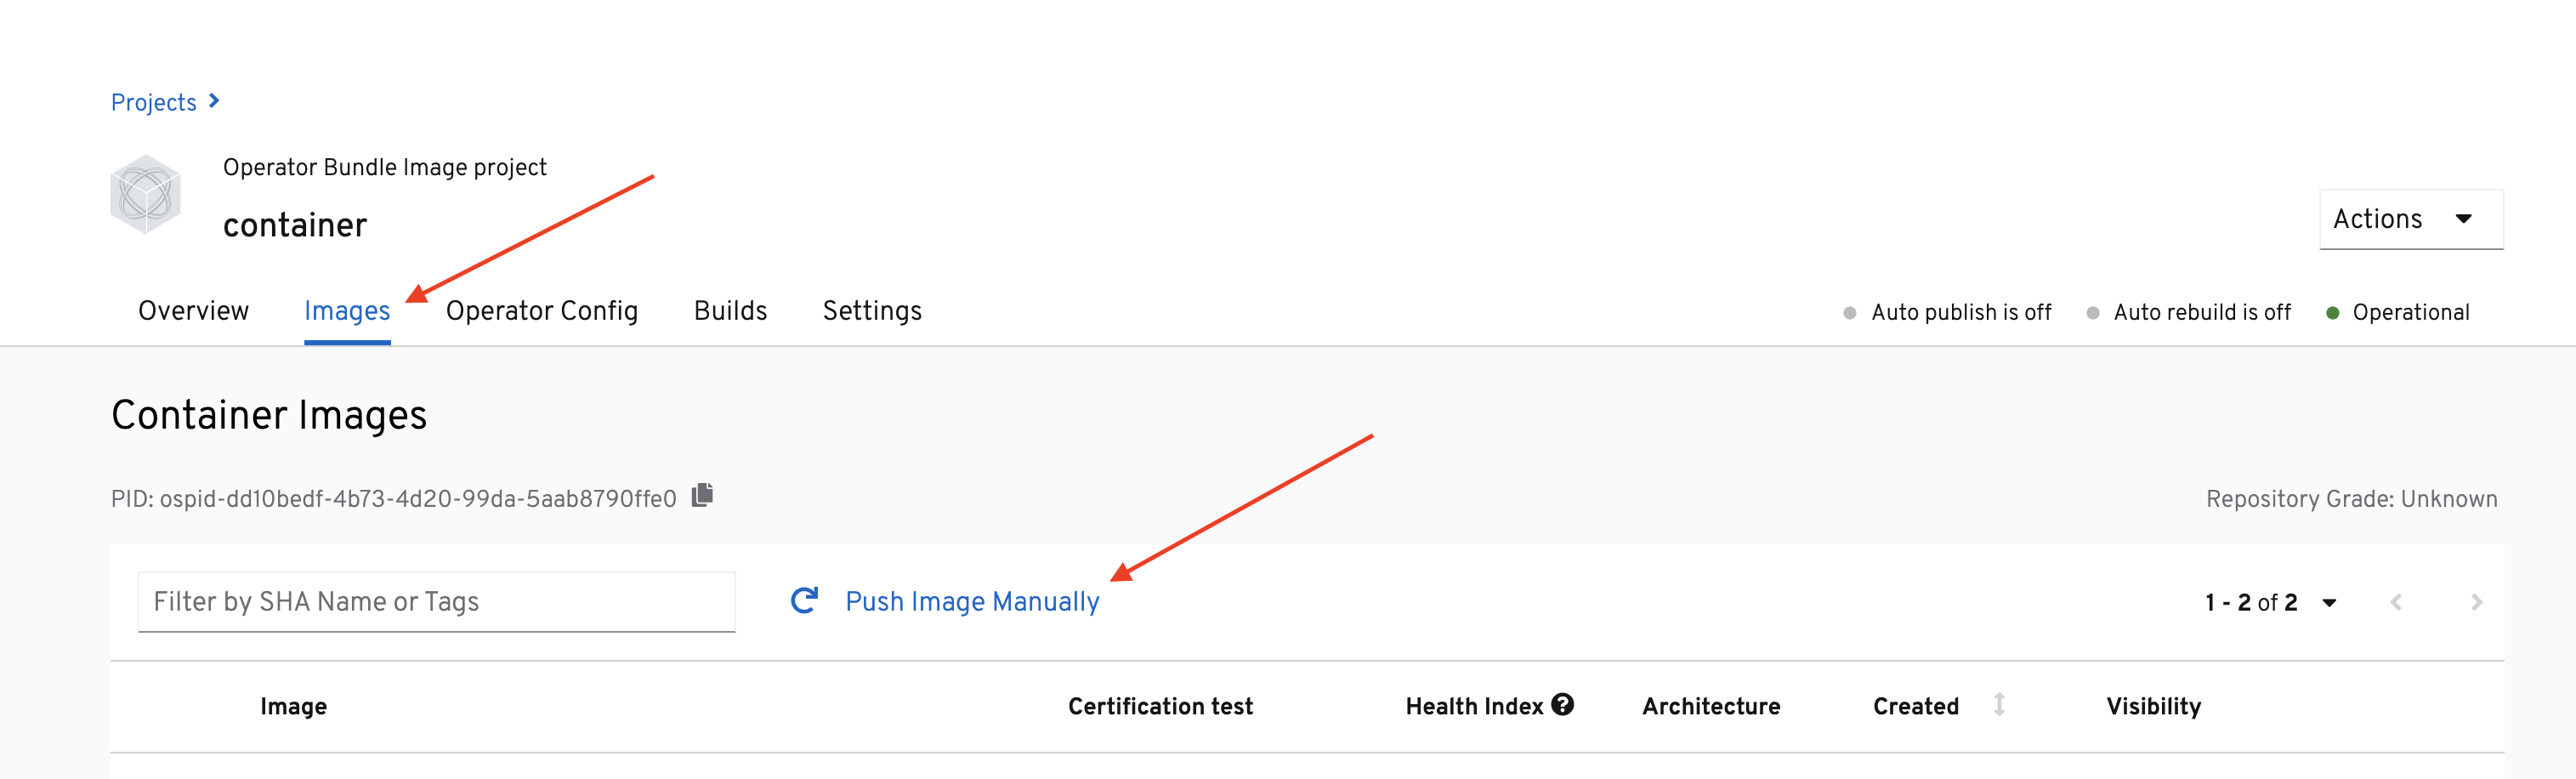 Projects
Operator Bundle Image project
container
Actions
Overview Images Operator Config Builds Settings
Auto publish is off Auto rebuild is off Operational
Container Images
PID: ospid-dd10bedf-4b73-4d20-99da-5aab8790ffe0
Repository Grade: Unknown
Filter by SHA Name or Tags Push Image Manually 1 - 2 of 2
Image Certification test Health Index Architecture Created Visibility